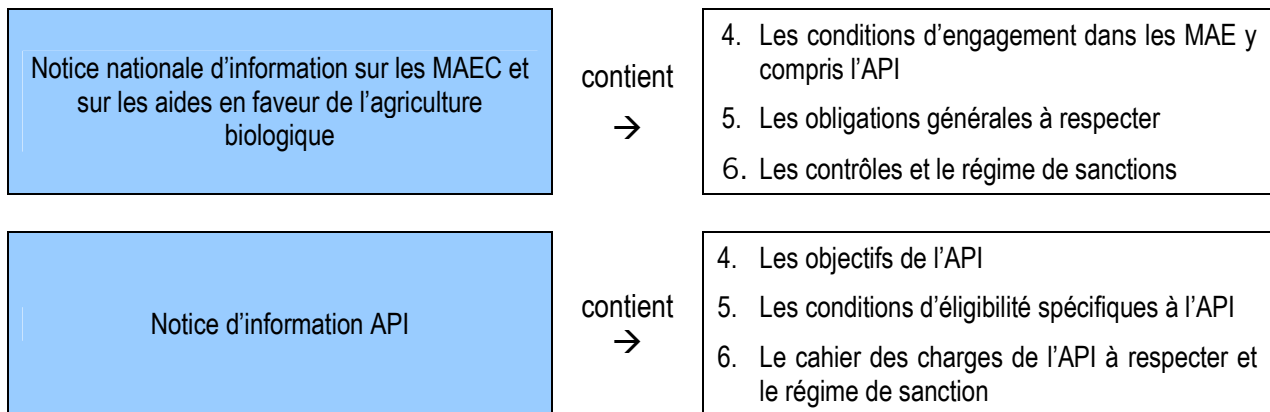 Notice nationale d'information sur les MAEC et
sur les aides en faveur de l'agriculture
biologique
contient
→
4. Les conditions d'engagement dans les MAE y
compris l'API
5. Les obligations générales à respecter
6. Les contrôles et le régime de sanctions
Notice d'information API
contient
→
4. Les objectifs de l'API
5. Les conditions d'éligibilité spécifiques à l'API
6. Le cahier des charges de l'API à respecter et
le régime de sanction